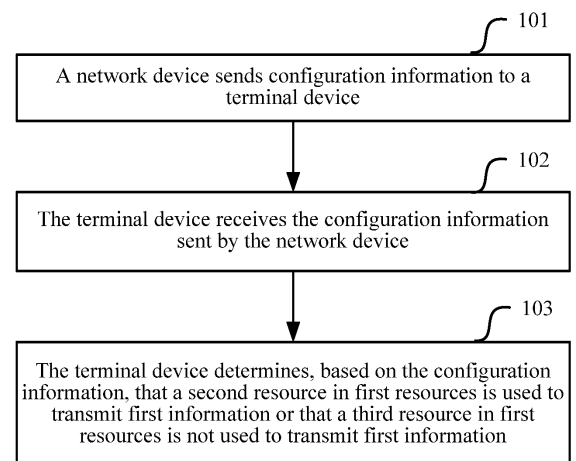 101
A network device sends configuration information to a
terminal device
102
The terminal device receives the configuration information
sent by the network device
103
The terminal device determines, based on the configuration
information, that a second resource in first resources is used to
transmit first information or that a third resource in first
resources is not used to transmit first information